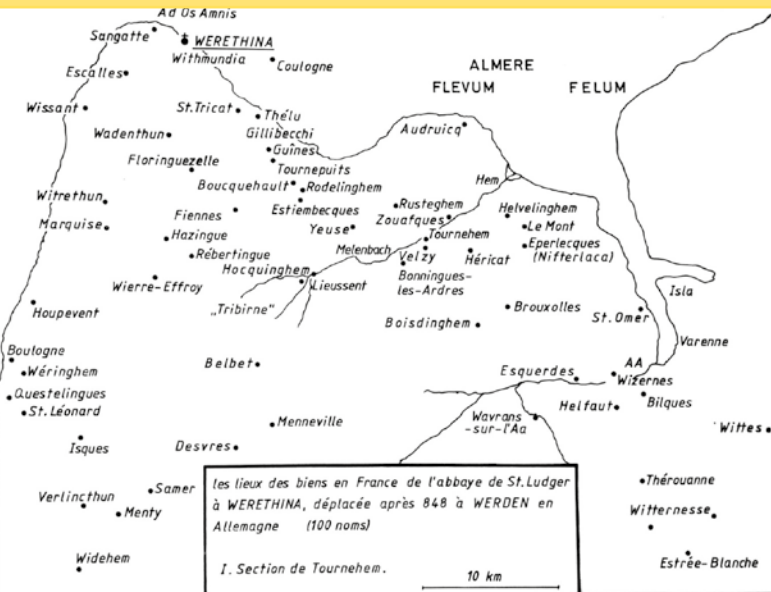 Ad Os Amnis
Sangatte
WERETHINA
Withmundia
Coulogne
Escalles
ALMERE
FLEVUM
FELUM
Wissant
St.Tricat
Thélu
Audruicq
Wadenthun
Gillibecchi
Guînes
Floringuezelle
Tournepuits
Hem
Boucquehault
Rodelinghem
Witrethun
Estiembecques
Rusteghem
Helvelinghem
Fiennes
Zouafques
Le Mont
Marquise
Yeuse
Tournehem
Eperlecques
(Nifterlaca)
Hazingue
Melenbach
Velzy
Héricat
Rébertingue
Hocquinghem
Bonningues-
les-Ardres
Wierre-Effroy
Lieussent
Isla
„Tribirne"
Houpevent
Brouxolles
St.Omer
Boisdinghem
Varenne
Boulogne
Belbet
AA
Wéringhem
Esquerdes
Wizernes
Questelingues
Helfaut
Bilques
St.Léonard
Menneville
Wavrans
-sur-l'Aa
Wittes
Isques
Desvres
les lieux des biens en France de l'abbaye de St.Ludger
à WERETHINA, déplacée après 848 à WERDEN en
Allemagne (100 noms)
I. Section de Tournehem.
10 km
Samer
Thérouanne
Verlincthun
Menty
Witternesse
Widehem
Estrée-Blanche